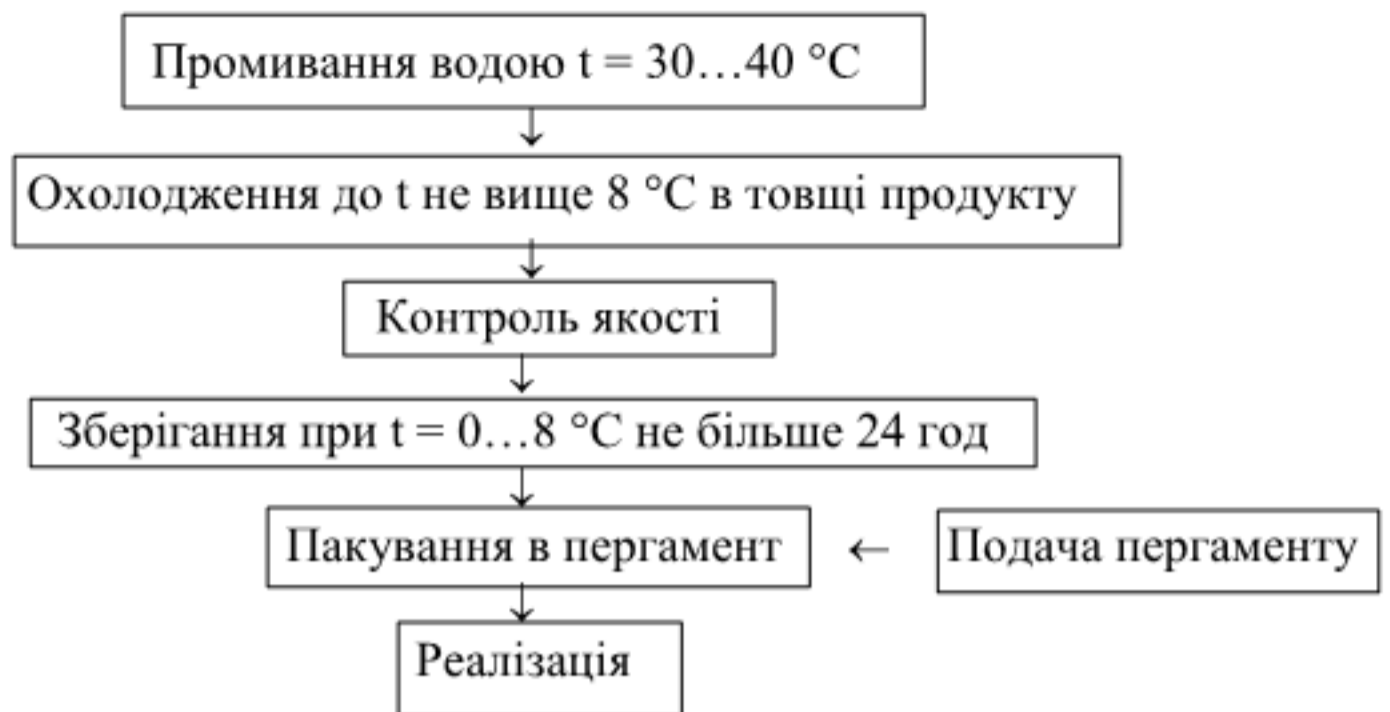 Промивання водою t = 30…40 °C
Охолодження до t не вище 8 °C в товщі продукту
Контроль якості
Зберігання при t = 0…8 °C не більше 24 год
Пакування в пергамент ← Подача пергаменту
Реалізація